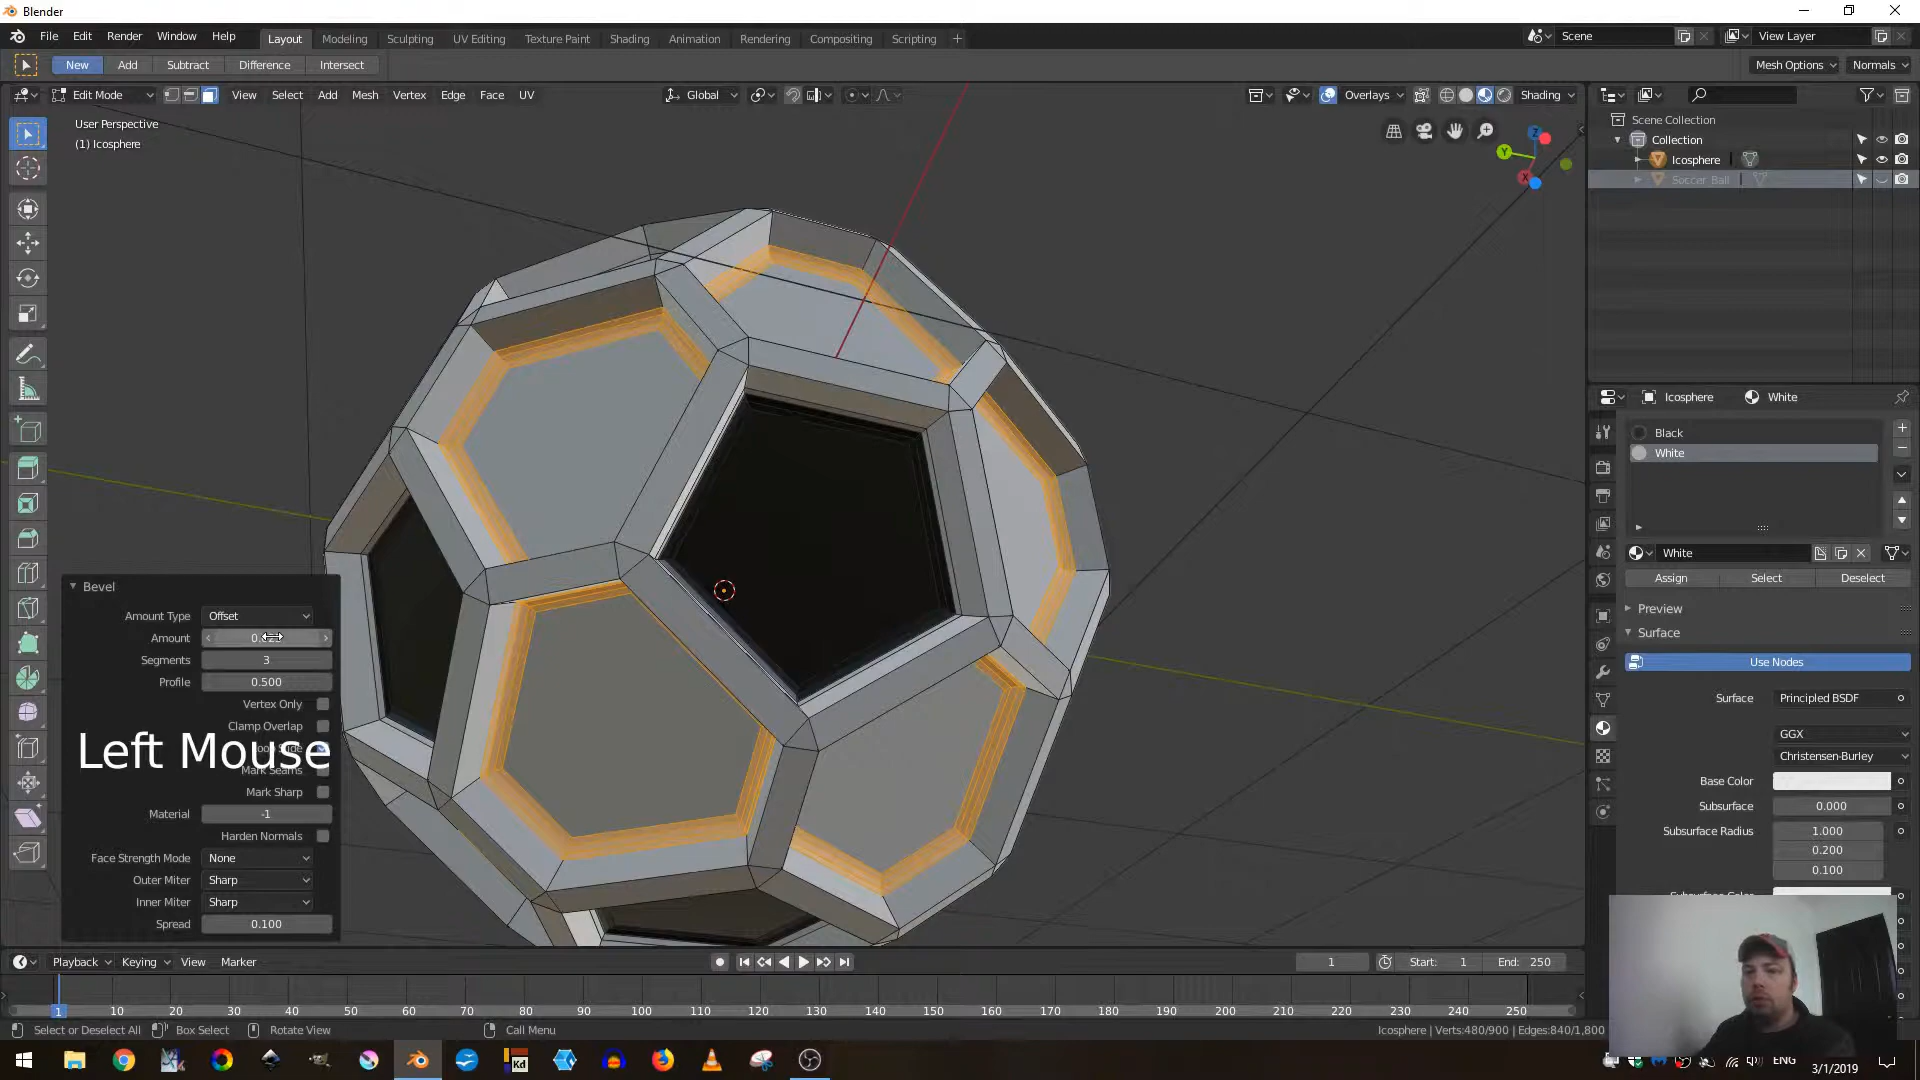 Blender
File Edit Render Window Help
Layout Modeling Sculpting UV Editing Texture Paint Shading Animation Rendering Compositing Scripting
Scene
View Layer
New Add Subtract Difference Intersect
Mesh Options Normals
Edit Mode
View Select Add Mesh Vertex Edge Face UV
Global
Overlays
Shading
User Perspective
(1) Icosphere
Z
Y
X
Scene Collection
Collection
Icosphere
Soccer Ball
Icosphere White
Black
White
White
Assign Select Deselect
Preview
Surface
Use Nodes
Surface Principled BSDF
GGX
Christensen-Burley
Base Color
Subsurface 0.000
Subsurface Radius 1.000
0.200
0.100
Bevel
Amount Type Offset
Amount
Segments 3
Profile 0.500
Vertex Only
Clamp Overlap
Left Mouse
Mark Seams
Mark Sharp
Material -1
Harden Normals
Face Strength Mode None
Outer Miter Sharp
Inner Miter Sharp
Spread 0.100
Playback Keying View Marker
1
Start: 1 End: 250
1 10 20 30 40 50 60 70 80 90 100 110 120 130 140 150 160 170 180 190 200 210 220 230 240 250
Select or Deselect All Box Select Rotate View Call Menu
Icosphere | Verts:480/900 | Edges:840/1,800
Kd
ENG
3/1/2019